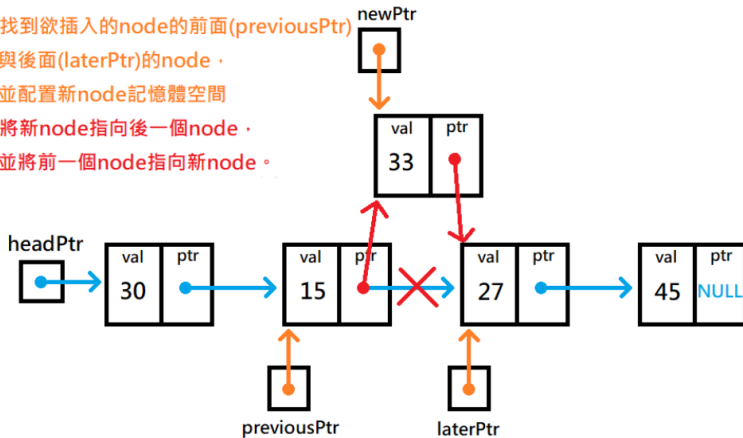 找到欲插入的node的前面(previousPtr)
與後面(laterPtr)的node，
並配置新node記憶體空間
將新node指向後一個node，
並將前一個node指向新node。
newPtr
val ptr
33
headPtr
val ptr
30
val ptr
15
val ptr
27
val ptr
45 NULL
previousPtr
laterPtr